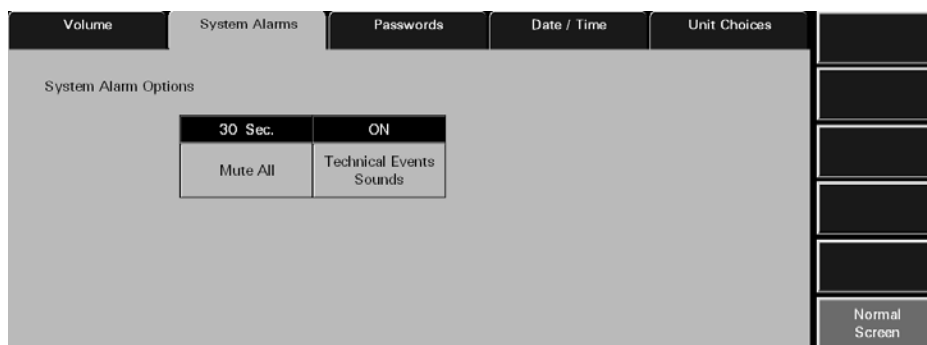 Volume
System Alarms
Passwords
Date / Time
Unit Choices
System Alarm Options
30 Sec.
ON
Mute All
Technical Events
Sounds
Normal
Screen